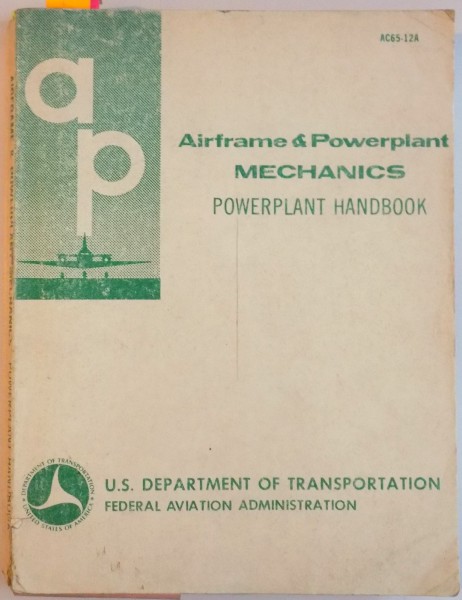 AC65-12A
ap
Airframe & Powerplant
MECHANICS
POWERPLANT HANDBOOK
DEPARTMENT OF TRANSPORTATION
UNITED STATES OF AMERICA
U.S. DEPARTMENT OF TRANSPORTATION
FEDERAL AVIATION ADMINISTRATION